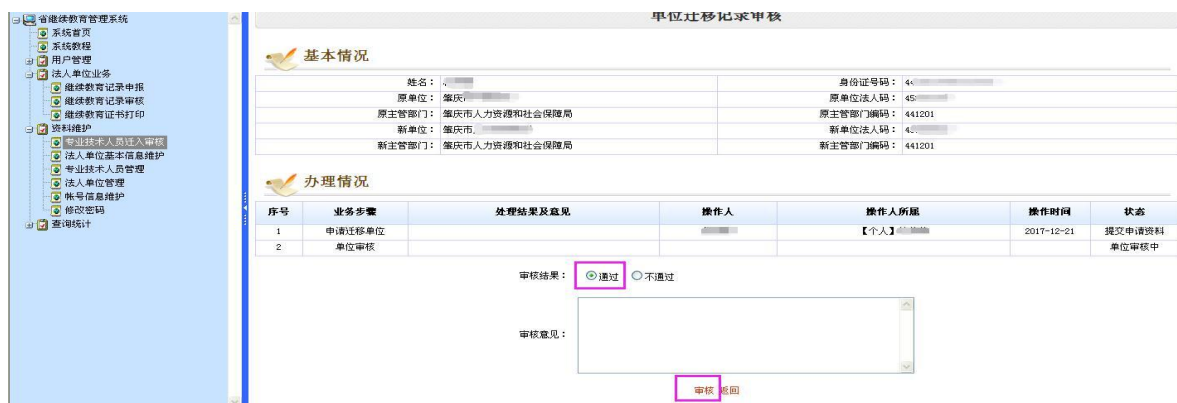 省继续教育管理系统
系统首页
系统教程
用户管理
法人单位业务
继续教育记录申报
继续教育记录审核
继续教育证书打印
资料维护
专业技术人员迁入审核
法人单位基本信息维护
专业技术人员管理
法人单位管理
帐号信息维护
修改密码
查询统计
单位迁移记录审核
基本情况
姓名： 身份证号码： 44
原单位： 肇庆 原单位法人码： 45
原主管部门： 肇庆市人力资源和社会保障局 原主管部门编码： 441201
新单位： 肇庆市 新单位法人码： 4
新主管部门： 肇庆市人力资源和社会保障局 新主管部门编码： 441201
办理情况
序号 业务步骤 处理结果及意见 操作人 操作人所属 操作时间 状态
1 申请迁移单位 【个人】 2017-12-21 提交申请资料
2 单位审核 单位审核中
审核结果： 通过 不通过
审核意见：
审核 返回